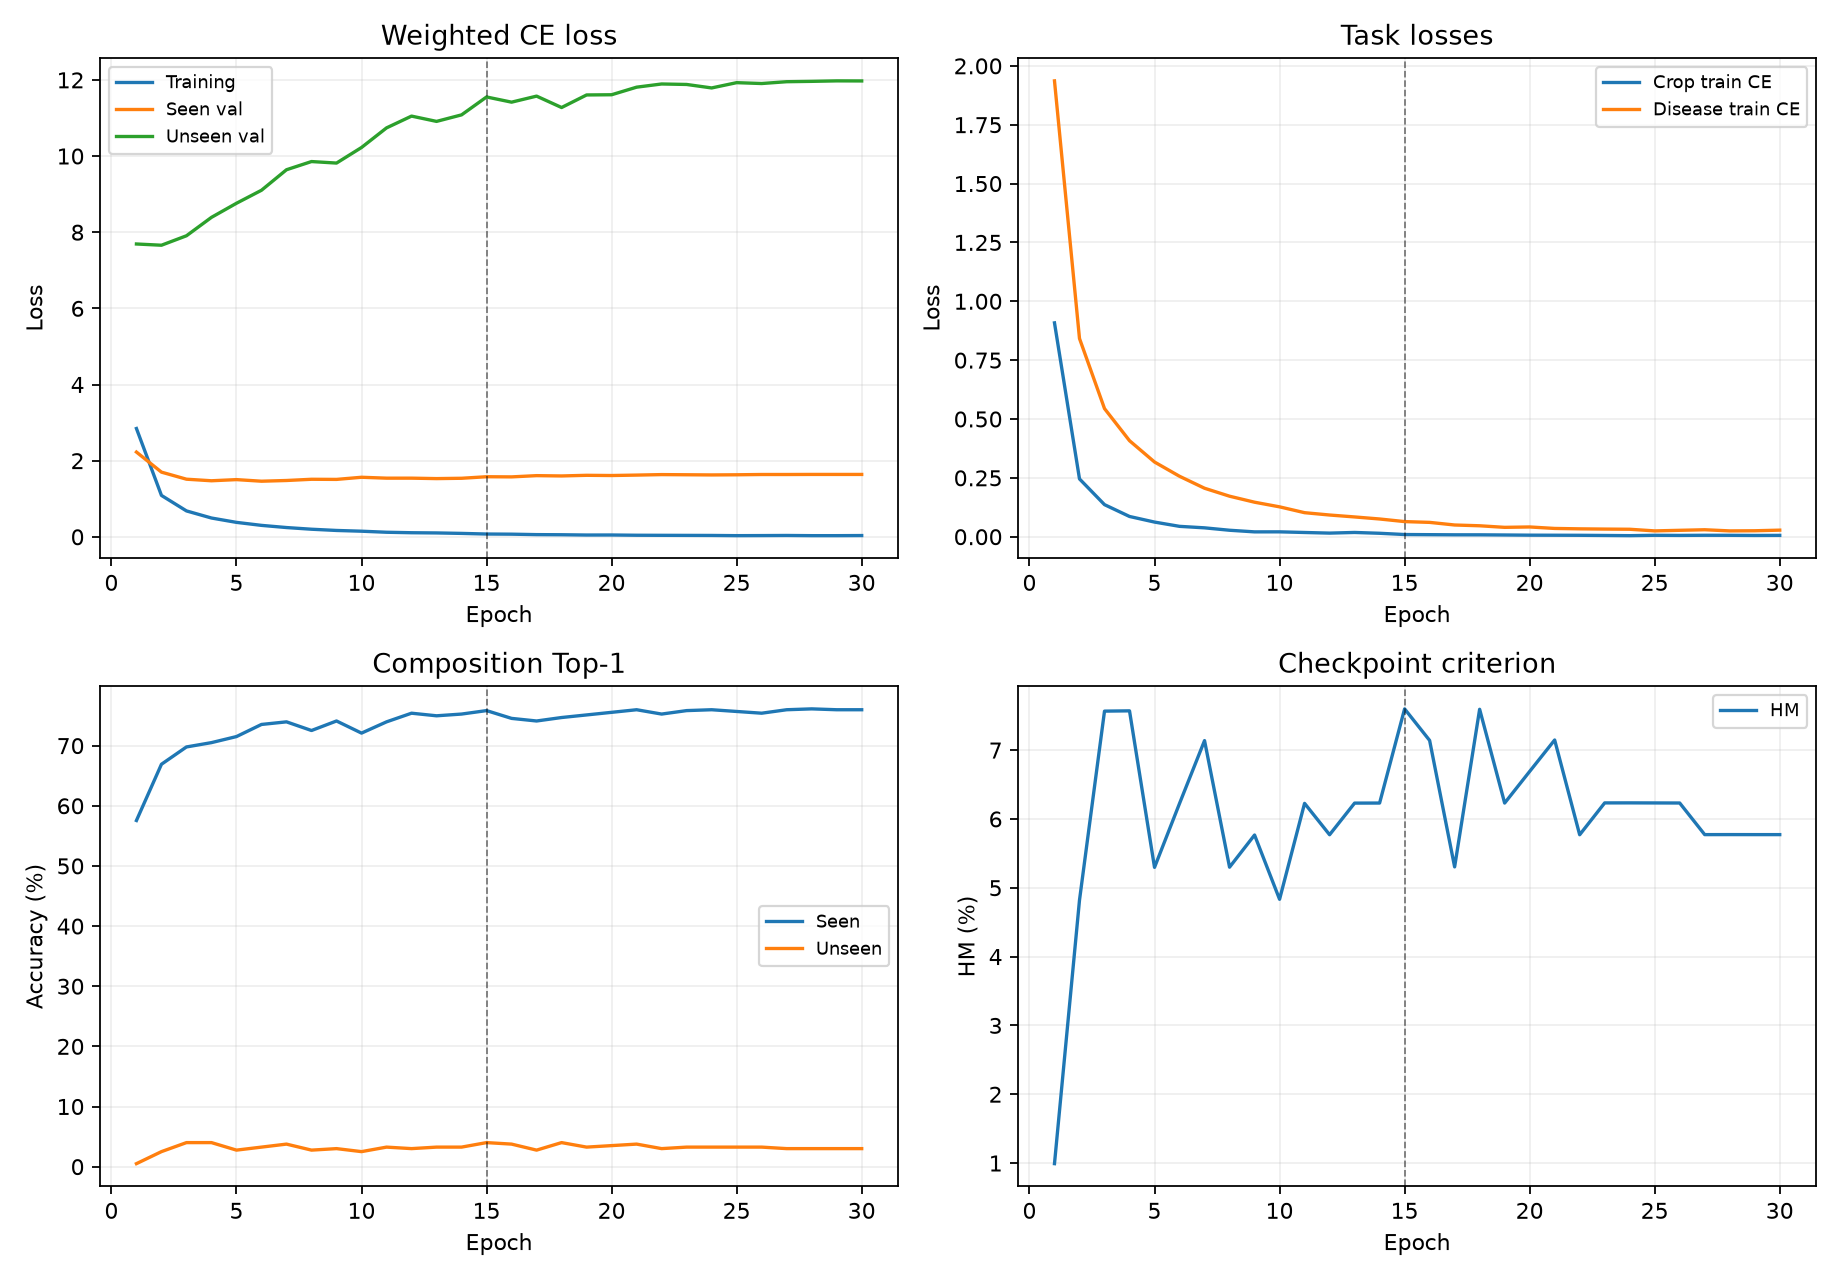 Weighted CE loss
Training
Seen val
Unseen val
Loss
12
10
8
6
4
2
0
0 5 10 15 20 25 30
Epoch
Task losses
Crop train CE
Disease train CE
Loss
2.00
1.75
1.50
1.25
1.00
0.75
0.50
0.25
0.00
0 5 10 15 20 25 30
Epoch
Composition Top-1
Seen
Unseen
Accuracy (%)
70
60
50
40
30
20
10
0
0 5 10 15 20 25 30
Epoch
Checkpoint criterion
HM
HM (%)
7
6
5
4
3
2
1
0 5 10 15 20 25 30
Epoch